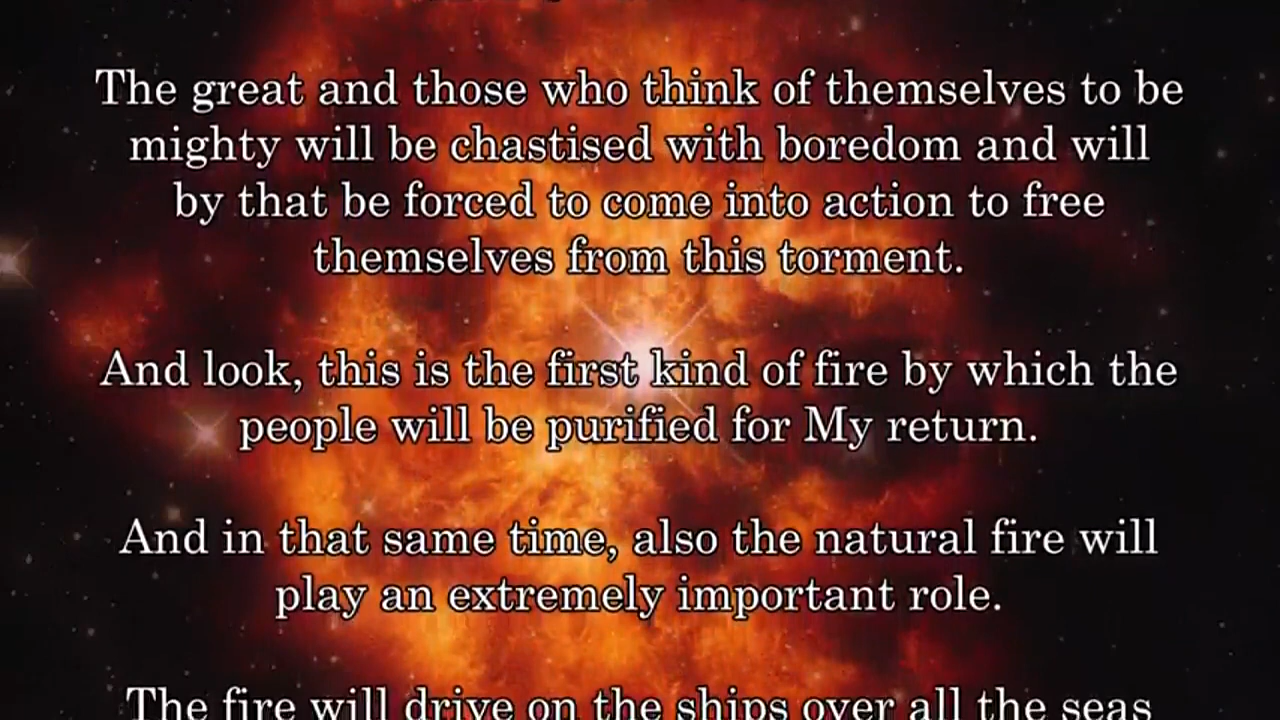 The great and those who think of themselves to be
mighty will be chastised with boredom and will
by that be forced to come into action to free
themselves from this torment.
And look, this is the first kind of fire by which the
people will be purified for My return.
And in that same time, also the natural fire will
play an extremely important role.
The fire will drive on the ships over all the seas